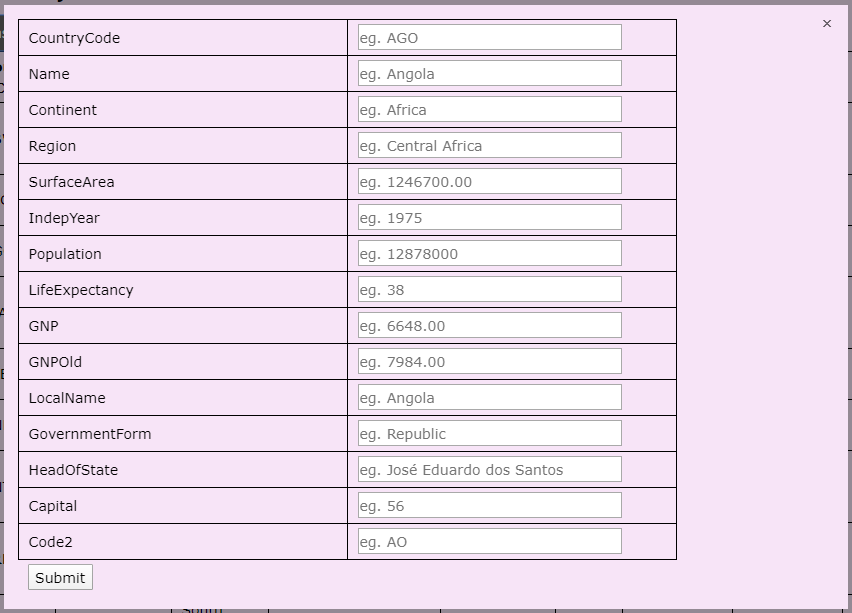 ×
CountryCode eg. AGO
Name eg. Angola
Continent eg. Africa
Region eg. Central Africa
SurfaceArea eg. 1246700.00
IndepYear eg. 1975
Population eg. 12878000
LifeExpectancy eg. 38
GNP eg. 6648.00
GNPOld eg. 7984.00
LocalName eg. Angola
GovernmentForm eg. Republic
HeadOfState eg. José Eduardo dos Santos
Capital eg. 56
Code2 eg. AO
Submit